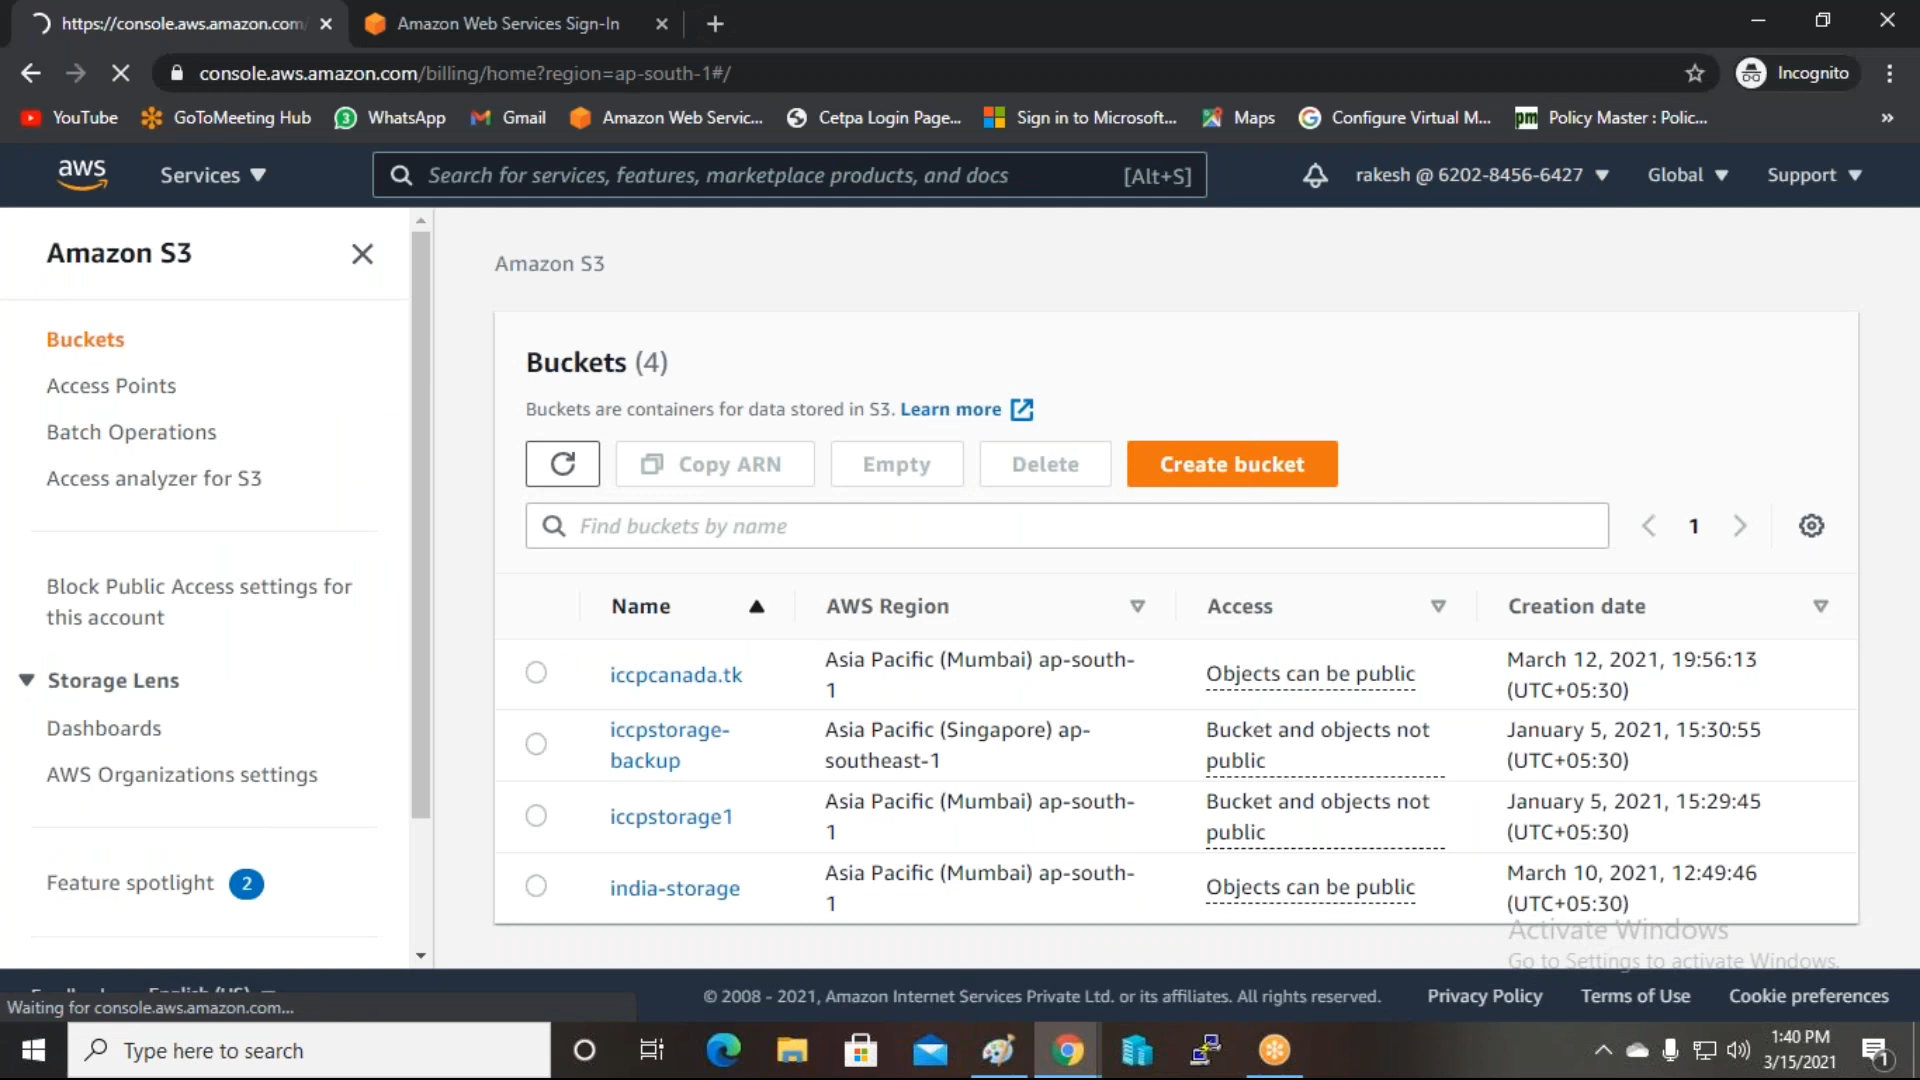 https://console.aws.amazon.com
Amazon Web Services Sign-In
console.aws.amazon.com/billing/home?region=ap-south-1#/
Incognito
YouTube
GoToMeeting Hub
3
WhatsApp
Gmail
Amazon Web Servic...
Cetpa Login Page...
Sign in to Microsoft...
Maps
Configure Virtual M...
pm
Policy Master : Polic...
»
aws
Services
Search for services, features, marketplace products, and docs
[Alt+S]
rakesh @ 6202-8456-6427
Global
Support
Amazon S3
Buckets
Access Points
Batch Operations
Access analyzer for S3
Block Public Access settings for
this account
Storage Lens
Dashboards
AWS Organizations settings
Feature spotlight
2
Amazon S3
Buckets (4)
Buckets are containers for data stored in S3. Learn more
Copy ARN
Empty
Delete
Create bucket
Find buckets by name
1
Name
AWS Region
Access
Creation date
iccpcanada.tk
Asia Pacific (Mumbai) ap-south-
1
Objects can be public
March 12, 2021, 19:56:13
(UTC+05:30)
iccpstorage-
backup
Asia Pacific (Singapore) ap-
southeast-1
Bucket and objects not
public
January 5, 2021, 15:30:55
(UTC+05:30)
iccpstorage1
Asia Pacific (Mumbai) ap-south-
1
Bucket and objects not
public
January 5, 2021, 15:29:45
(UTC+05:30)
india-storage
Asia Pacific (Mumbai) ap-south-
1
Objects can be public
March 10, 2021, 12:49:46
(UTC+05:30)
Activate Windows
Go to Settings to activate Windows.
English (US)
Waiting for console.aws.amazon.com...
© 2008 - 2021, Amazon Internet Services Private Ltd. or its affiliates. All rights reserved.
Privacy Policy
Terms of Use
Cookie preferences
Type here to search
1:40 PM
3/15/2021
1